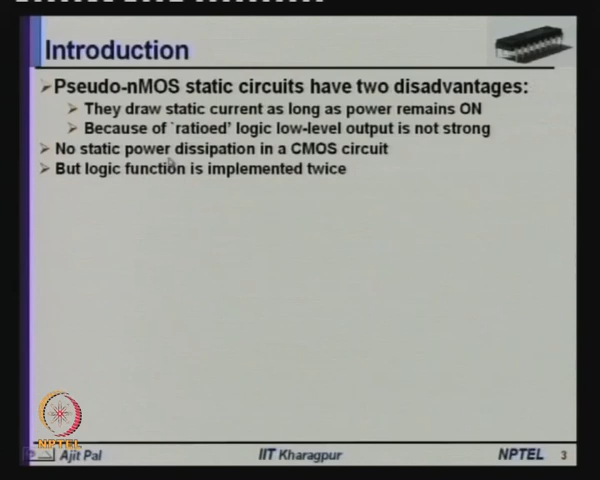 Introduction
Pseudo-nMOS static circuits have two disadvantages:
They draw static current as long as power remains ON
Because of `ratioed' logic low-level output is not strong
No static power dissipation in a CMOS circuit
But logic function is implemented twice
NPTEL
Ajit Pal
IIT Kharagpur
NPTEL
3